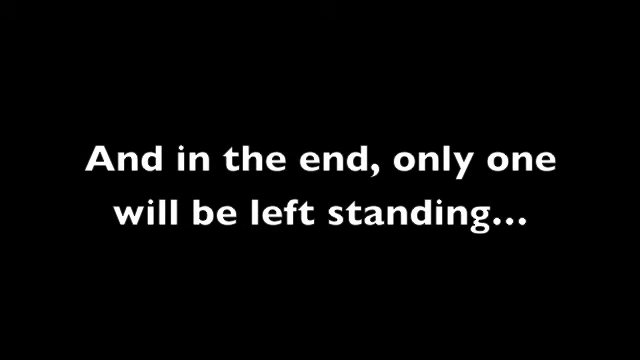 And in the end, only one
will be left standing...